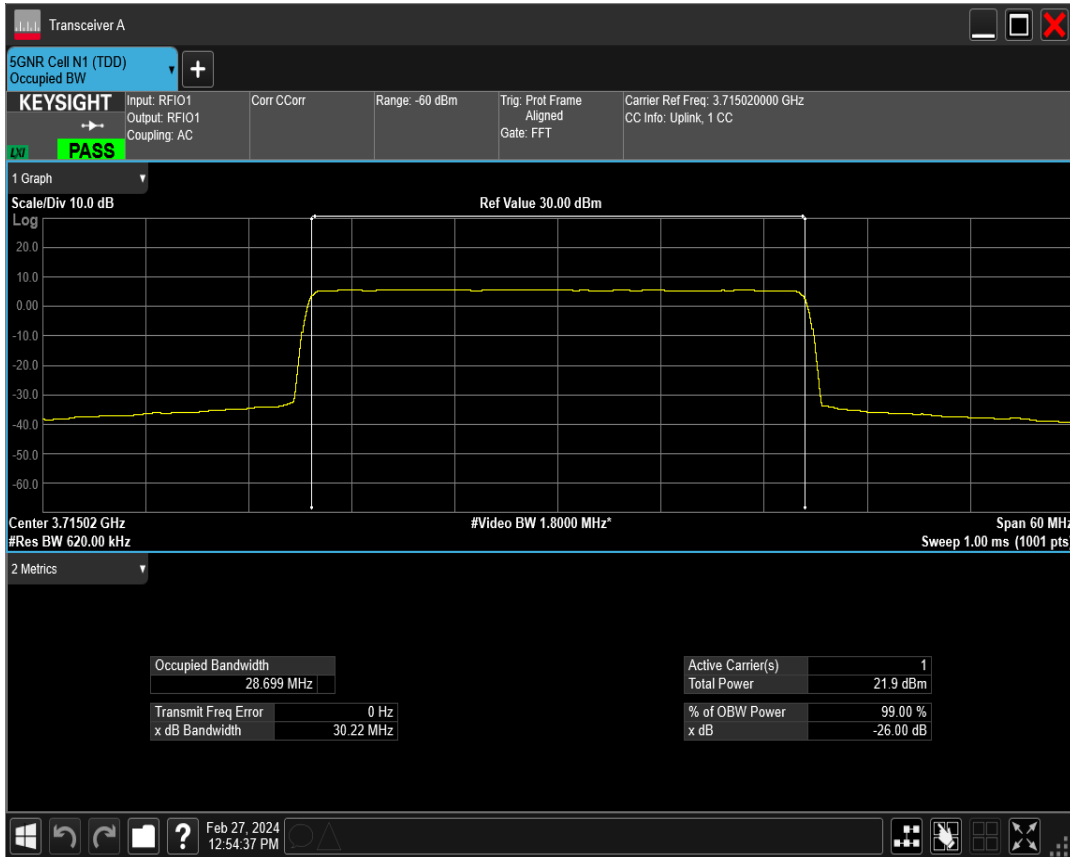 Transceiver A
5GNR Cell N1 (TDD)
Occupied BW
+
KEYSIGHT
LXI
PASS
Input: RFIO1
Output: RFIO1
Coupling: AC
Corr CCorr
Range: -60 dBm
Trig: Prot Frame
Aligned
Gate: FFT
Carrier Ref Freq: 3.715020000 GHz
CC Info: Uplink, 1 CC
1 Graph
Scale/Div 10.0 dB
Ref Value 30.00 dBm
Log
20.0
10.0
0.00
-10.0
-20.0
-30.0
-40.0
-50.0
-60.0
Center 3.71502 GHz
#Video BW 1.8000 MHz*
Span 60 MHz
#Res BW 620.00 kHz
Sweep 1.00 ms (1001 pts)
2 Metrics
Occupied Bandwidth
28.699 MHz
Transmit Freq Error 0 Hz
x dB Bandwidth 30.22 MHz
Active Carrier(s) 1
Total Power 21.9 dBm
% of OBW Power 99.00 %
x dB -26.00 dB
?
Feb 27, 2024
12:54:37 PM